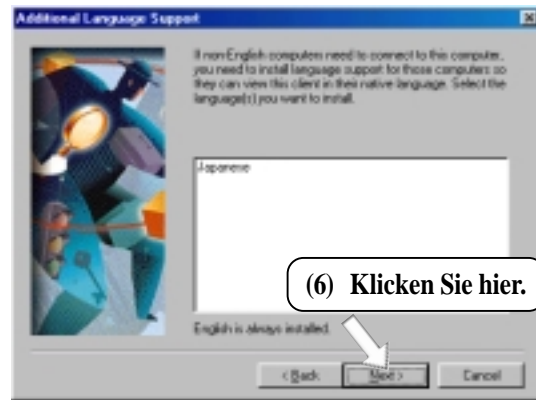 Additional Language Support
If non English computers need to connect to this computer,
you need to install language support for those computers so
they can view this client in their native language. Select the
language(s) you want to install.
Japanese
(6) Klicken Sie hier.
English is always installed.
< Back
Next >
Cancel